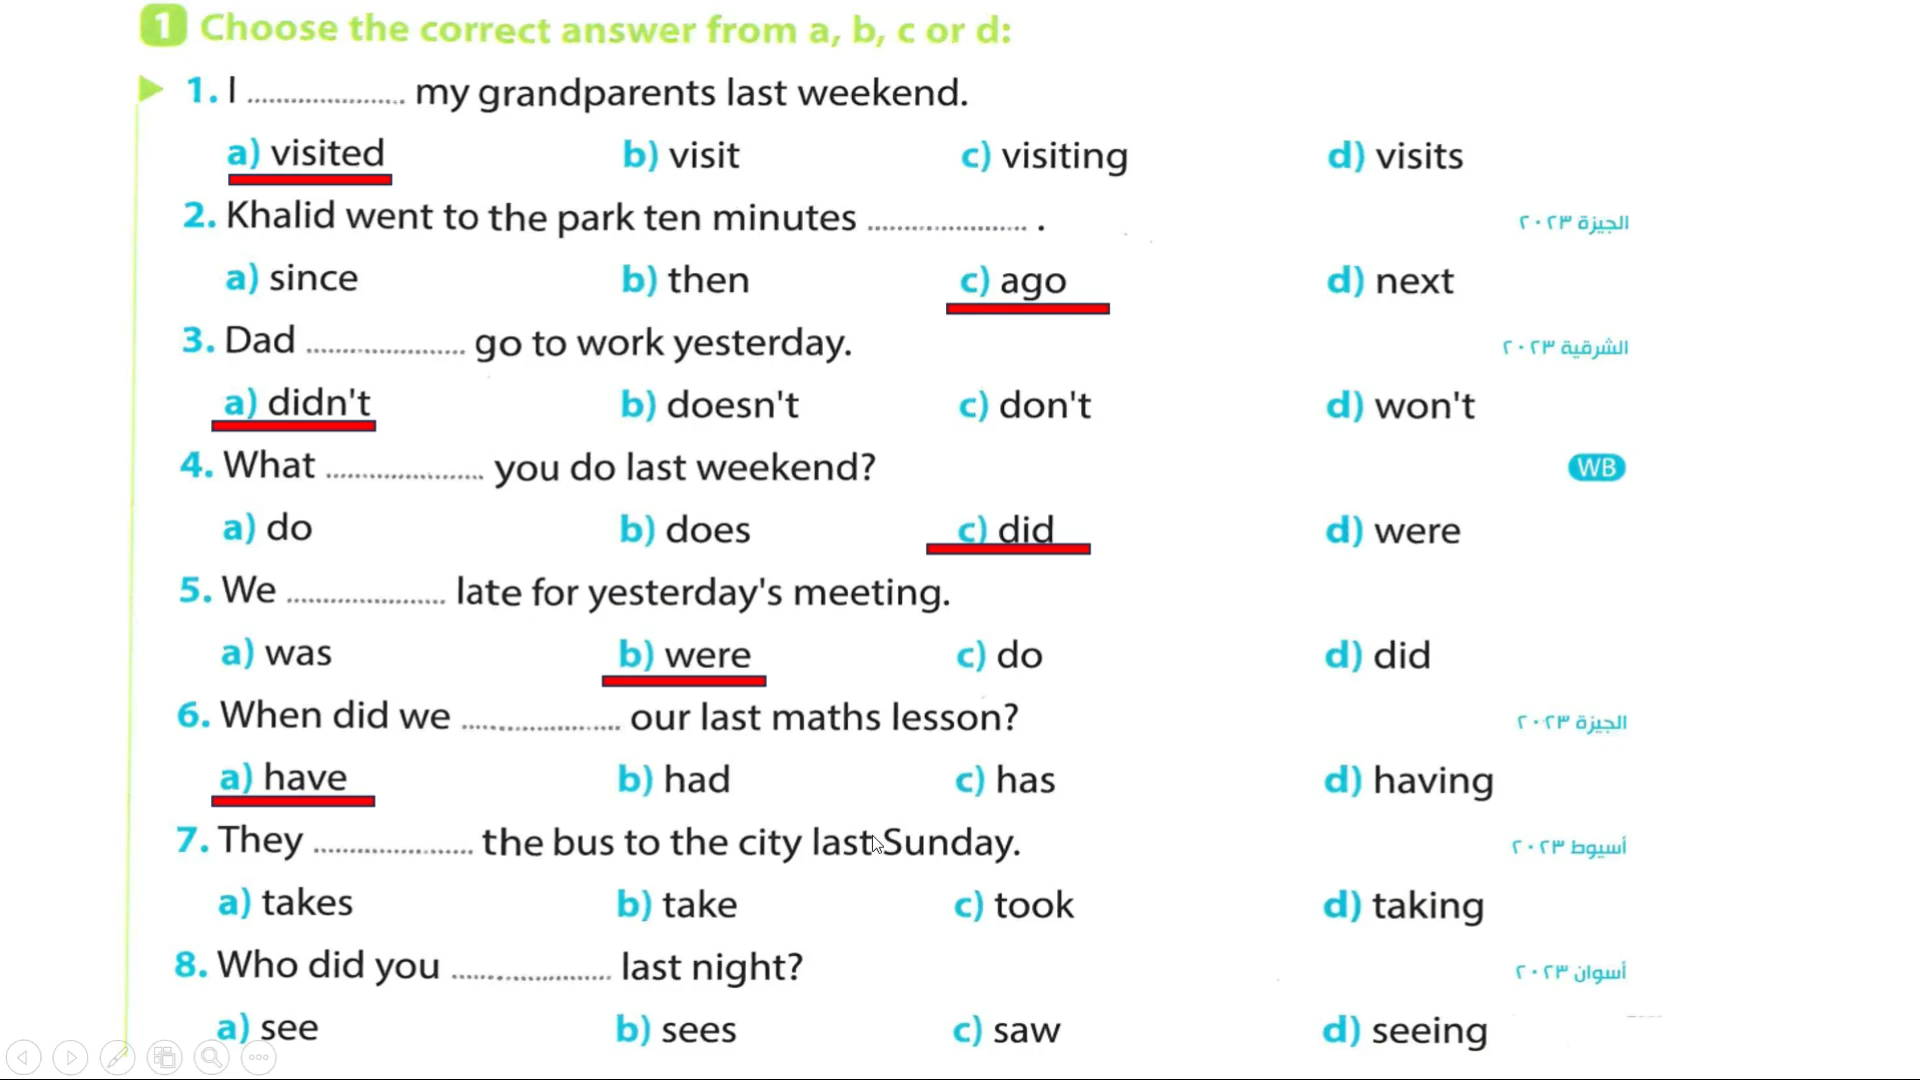 1 Choose the correct answer from a, b, c or d:
1. I ........................ my grandparents last weekend.
a) visited b) visit c) visiting d) visits
2. Khalid went to the park ten minutes ........................ . الجيزة ٢٠٢٣
a) since b) then c) ago d) next
3. Dad ........................ go to work yesterday. الشرقية ٢٠٢٣
a) didn't b) doesn't c) don't d) won't
4. What ........................ you do last weekend? WB
a) do b) does c) did d) were
5. We ........................ late for yesterday's meeting.
a) was b) were c) do d) did
6. When did we ........................ our last maths lesson? الجيزة ٢٠٢٣
a) have b) had c) has d) having
7. They ........................ the bus to the city last Sunday. أسيوط ٢٠٢٣
a) takes b) take c) took d) taking
8. Who did you ........................ last night? أسوان ٢٠٢٣
a) see b) sees c) saw d) seeing